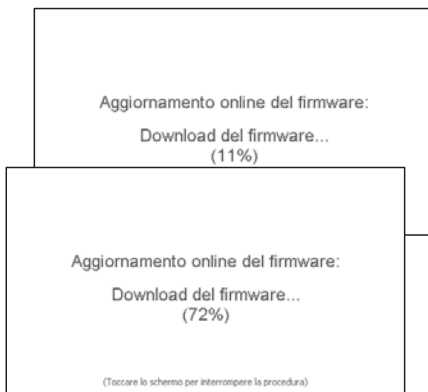 Aggiornamento online del firmware:
Download del firmware...
(11%)
Aggiornamento online del firmware:
Download del firmware...
(72%)
(Toccare lo schermo per interrompere la procedura)